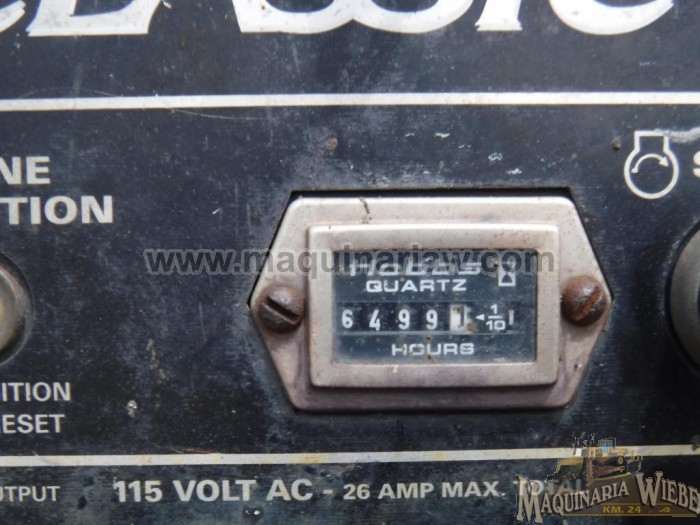 CLASSIC
NE
TION
S
www.maquinariaw.com
HOBBS
QUARTZ
6499
1/10
HOURS
ITION
ESET
OUTPUT
115 VOLT AC - 26 AMP MAX.
MAQUINARIA WIEBE
KM. 24